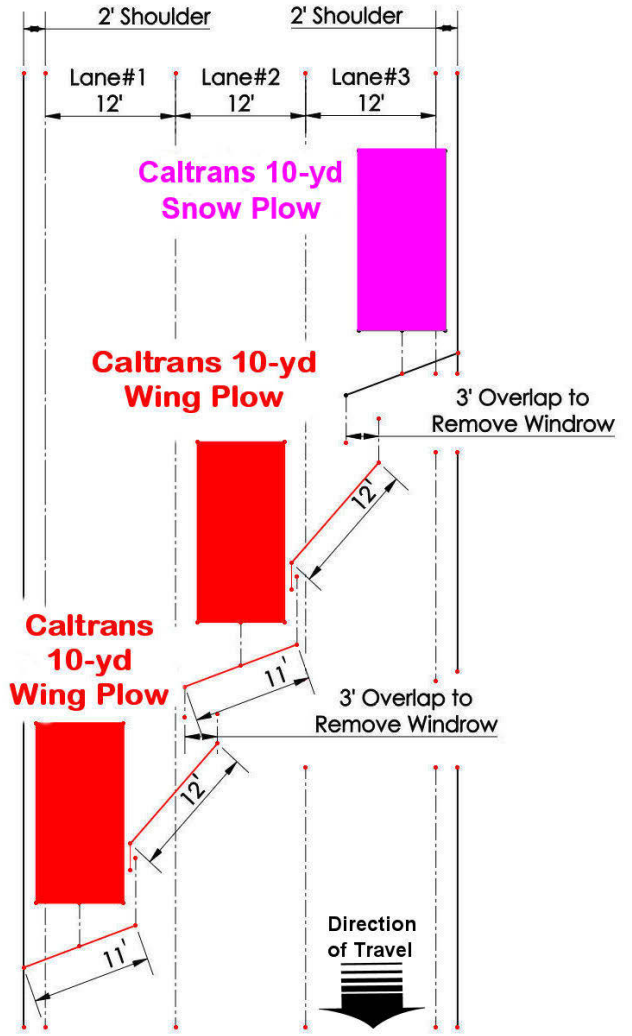 2' Shoulder
2' Shoulder
Lane#1
12'
Lane#2
12'
Lane#3
12'
Caltrans 10-yd
Snow Plow
Caltrans 10-yd
Wing Plow
3' Overlap to
Remove Windrow
12'
11'
Caltrans
10-yd
Wing Plow
3' Overlap to
Remove Windrow
12'
11'
Direction
of Travel